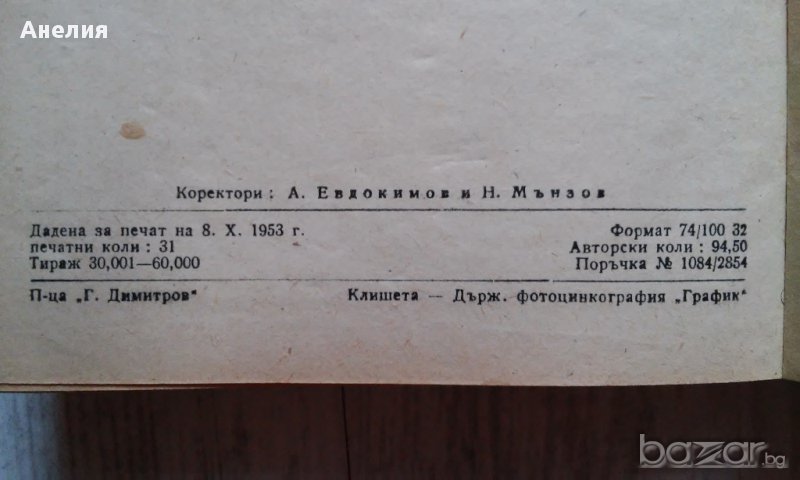 Анелия
Коректори : А. Евдокимов и Н. Мънзов
Дадена за печат на 8. X. 1953 г.
Формат 74/100 32
печатни коли : 31
Авторски коли : 94,50
Тираж 30,001—60,000
Поръчка № 1084/2854
П-ца „Г. Димитров"
Клишета — Държ. фотоцинкография „График"
bazar.bg